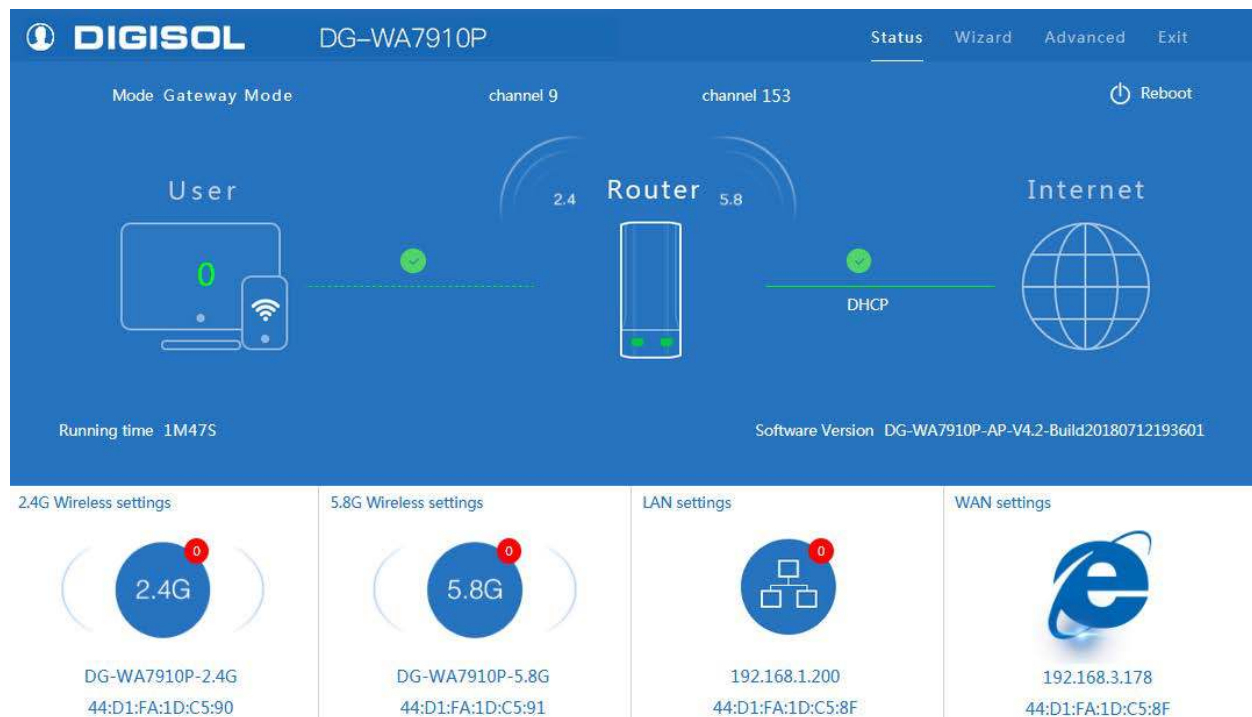 DIGISOL DG-WA7910P Status Wizard Advanced Exit
Mode Gateway Mode channel 9 channel 153 Reboot
User 2.4 Router 5.8 Internet
0
DHCP
Running time 1M47S Software Version DG-WA7910P-AP-V4.2-Build20180712193601
2.4G Wireless settings 5.8G Wireless settings LAN settings WAN settings
0 0 0
2.4G 5.8G
DG-WA7910P-2.4G DG-WA7910P-5.8G 192.168.1.200 192.168.3.178
44:D1:FA:1D:C5:90 44:D1:FA:1D:C5:91 44:D1:FA:1D:C5:8F 44:D1:FA:1D:C5:8F